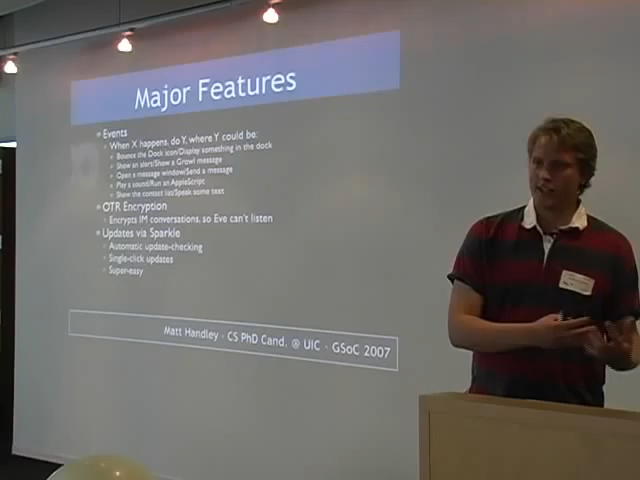 Major Features
Events
When X happens, do Y, where Y could be:
Bounce the Dock icon/Display something in the dock
Show an alert/Show a Growl message
Open a message window/Send a message
Play a sound/Run an AppleScript
Show the contact list/Speak some text
OTR Encryption
Encrypts IM conversations, so Eve can't listen
Updates via Sparkle
Automatic update-checking
Single-click updates
Super-easy
Matt Handley - CS PhD Cand. @ UIC - GSoC 2007